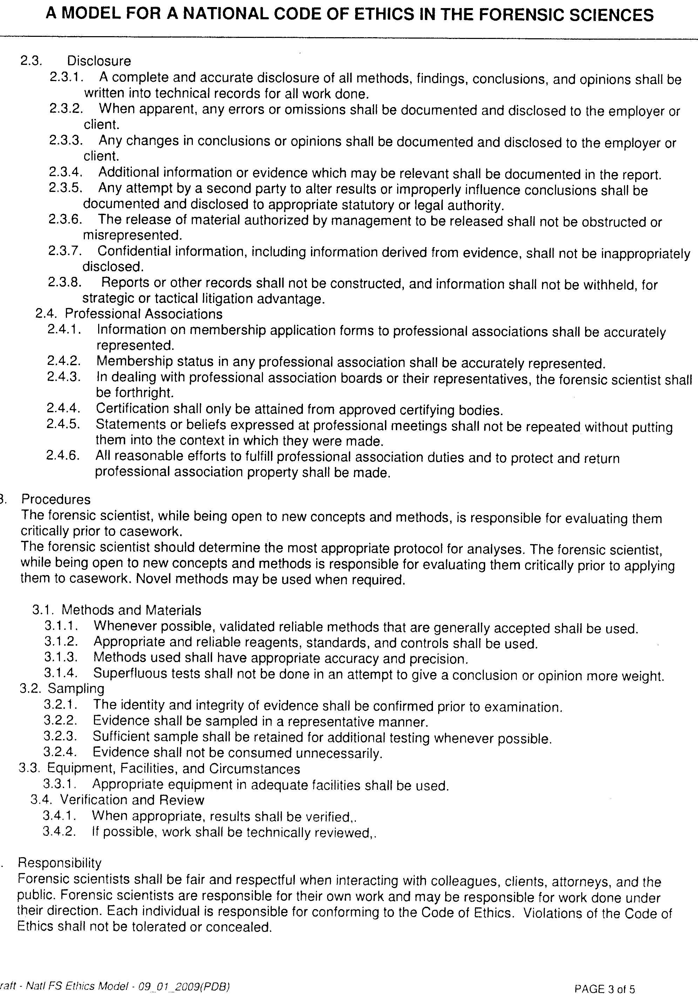 A MODEL FOR A NATIONAL CODE OF ETHICS IN THE FORENSIC SCIENCES
2.3. Disclosure
2.3.1. A complete and accurate disclosure of all methods, findings, conclusions, and opinions shall be
written into technical records for all work done.
2.3.2. When apparent, any errors or omissions shall be documented and disclosed to the employer or
client.
2.3.3. Any changes in conclusions or opinions shall be documented and disclosed to the employer or
client.
2.3.4. Additional information or evidence which may be relevant shall be documented in the report.
2.3.5. Any attempt by a second party to alter results or improperly influence conclusions shall be
documented and disclosed to appropriate statutory or legal authority.
2.3.6. The release of material authorized by management to be released shall not be obstructed or
misrepresented.
2.3.7. Confidential information, including information derived from evidence, shall not be inappropriately
disclosed.
2.3.8. Reports or other records shall not be constructed, and information shall not be withheld, for
strategic or tactical litigation advantage.
2.4. Professional Associations
2.4.1. Information on membership application forms to professional associations shall be accurately
represented.
2.4.2. Membership status in any professional association shall be accurately represented.
2.4.3. In dealing with professional association boards or their representatives, the forensic scientist shall
be forthright.
2.4.4. Certification shall only be attained from approved certifying bodies.
2.4.5. Statements or beliefs expressed at professional meetings shall not be repeated without putting
them into the context in which they were made.
2.4.6. All reasonable efforts to fulfill professional association duties and to protect and return
professional association property shall be made.
3. Procedures
The forensic scientist, while being open to new concepts and methods, is responsible for evaluating them
critically prior to casework.
The forensic scientist should determine the most appropriate protocol for analyses. The forensic scientist,
while being open to new concepts and methods is responsible for evaluating them critically prior to applying
them to casework. Novel methods may be used when required.
3.1. Methods and Materials
3.1.1. Whenever possible, validated reliable methods that are generally accepted shall be used.
3.1.2. Appropriate and reliable reagents, standards, and controls shall be used.
3.1.3. Methods used shall have appropriate accuracy and precision.
3.1.4. Superfluous tests shall not be done in an attempt to give a conclusion or opinion more weight.
3.2. Sampling
3.2.1. The identity and integrity of evidence shall be confirmed prior to examination.
3.2.2. Evidence shall be sampled in a representative manner.
3.2.3. Sufficient sample shall be retained for additional testing whenever possible.
3.2.4. Evidence shall not be consumed unnecessarily.
3.3. Equipment, Facilities, and Circumstances
3.3.1. Appropriate equipment in adequate facilities shall be used.
3.4. Verification and Review
3.4.1. When appropriate, results shall be verified,.
3.4.2. If possible, work shall be technically reviewed,.
. Responsibility
Forensic scientists shall be fair and respectful when interacting with colleagues, clients, attorneys, and the
public. Forensic scientists are responsible for their own work and may be responsible for work done under
their direction. Each individual is responsible for conforming to the Code of Ethics. Violations of the Code of
Ethics shall not be tolerated or concealed.
raft - Natl FS Ethics Model - 09_01_2009(PDB)
PAGE 3 of 5